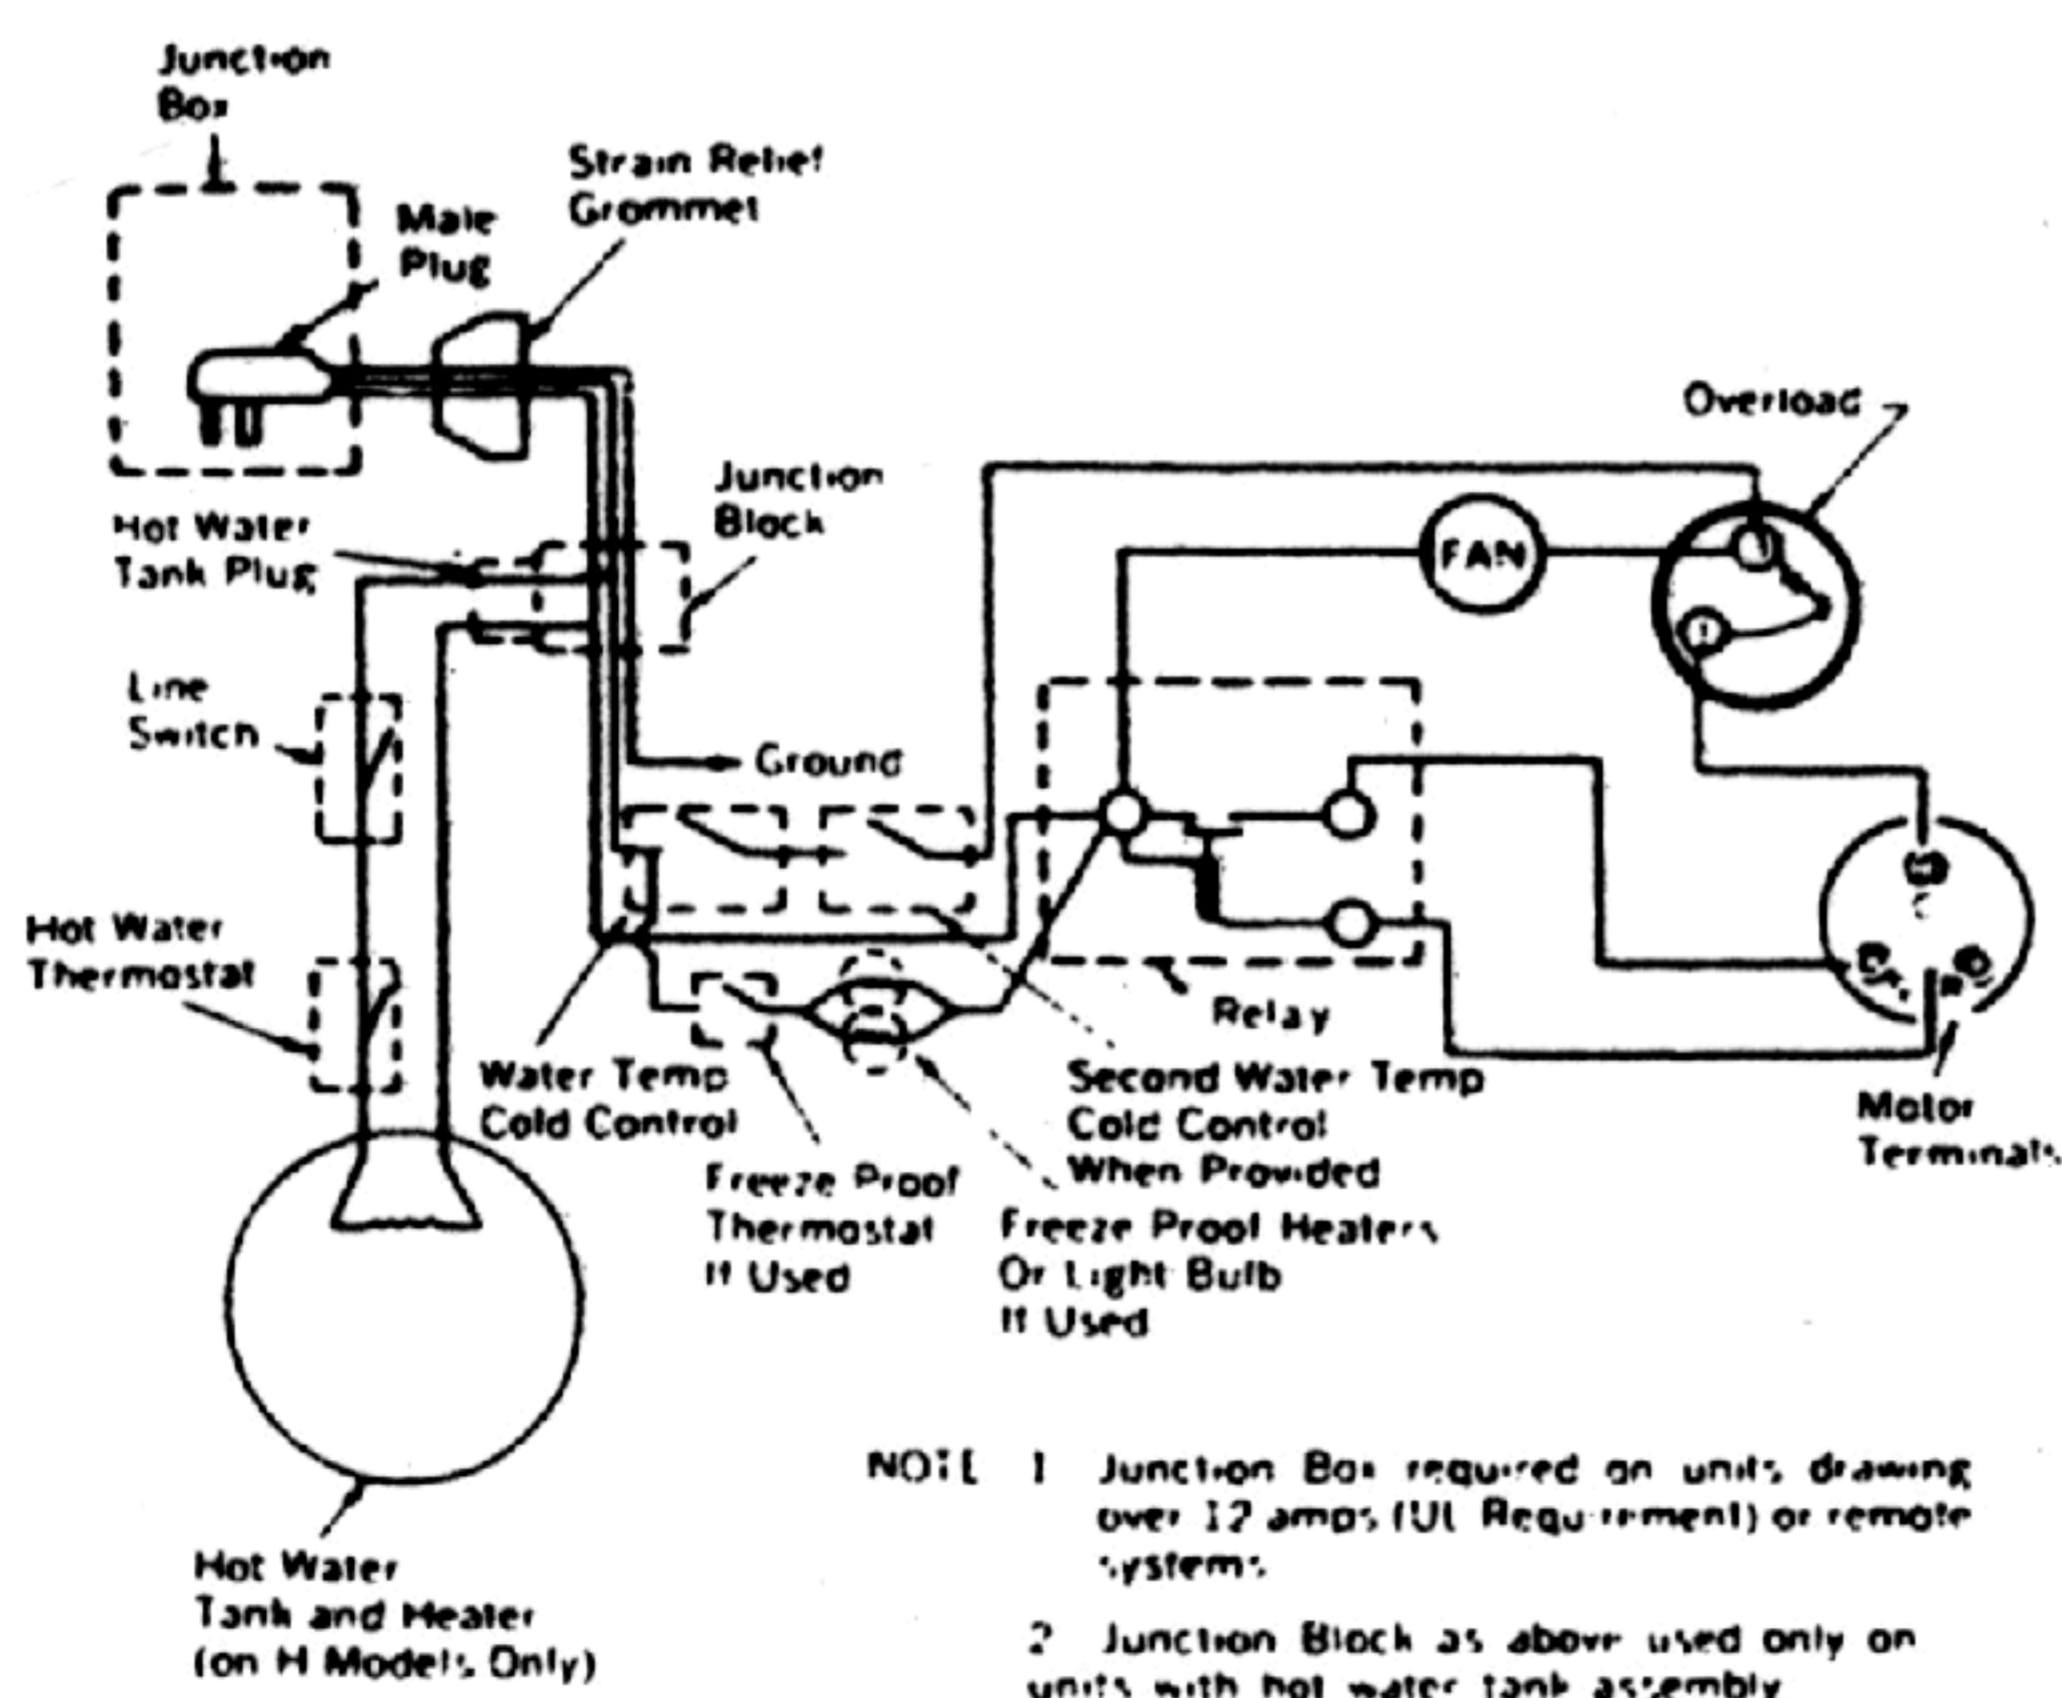 Junction
Box
Strain Relief
Grommet
Male
Plug
Overload
Junction
Block
Hot Water
Tank Plug
FAN
Line
Switch
Ground
Hot Water
Thermostat
Relay
Water Temp
Cold Control
Second Water Temp
Cold Control
When Provided
Motor
Terminals
Freeze Proof
Thermostat
If Used
Freeze Proof Heaters
Or Light Bulb
If Used
Hot Water
Tank and Heater
(on H Models Only)
NOTE 1 Junction Box required on units drawing
over 12 amps (UL Requirement) or remote
systems
2 Junction Block as above used only on
units with hot water tank assembly